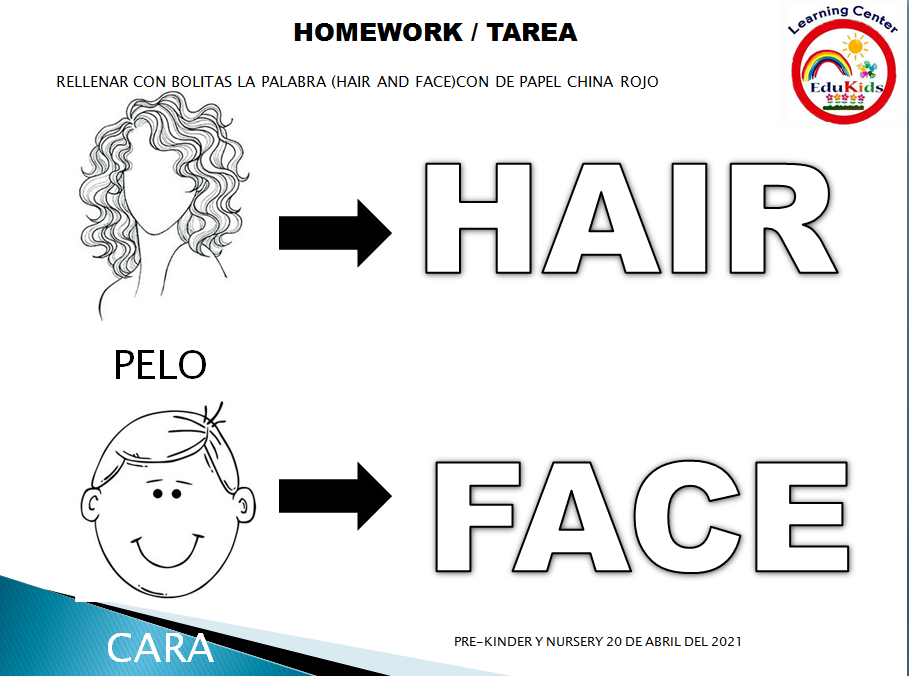 HOMEWORK / TAREA
Learning Center
EduKids
RELLENAR CON BOLITAS LA PALABRA (HAIR AND FACE)CON DE PAPEL CHINA ROJO
HAIR
PELO
FACE
CARA
PRE-KINDER Y NURSERY 20 DE ABRIL DEL 2021